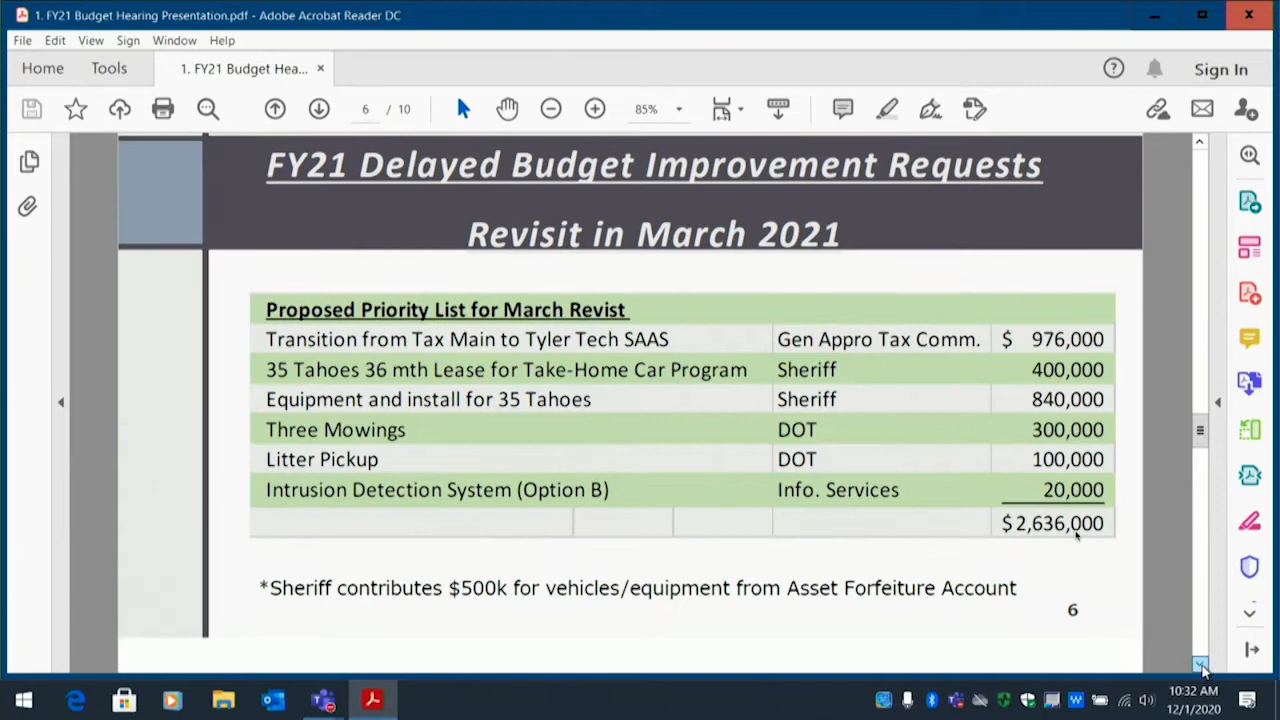 1. FY21 Budget Hearing Presentation.pdf - Adobe Acrobat Reader DC
File Edit View Sign Window Help
Home Tools 1. FY21 Budget Hea... ×
6 / 10 85% Sign In
FY21 Delayed Budget Improvement Requests
Revisit in March 2021
Proposed Priority List for March Revist
Transition from Tax Main to Tyler Tech SAAS Gen Appro Tax Comm. $ 976,000
35 Tahoes 36 mth Lease for Take-Home Car Program Sheriff 400,000
Equipment and install for 35 Tahoes Sheriff 840,000
Three Mowings DOT 300,000
Litter Pickup DOT 100,000
Intrusion Detection System (Option B) Info. Services 20,000
$2,636,000
*Sheriff contributes $500k for vehicles/equipment from Asset Forfeiture Account
6
10:32 AM
12/1/2020